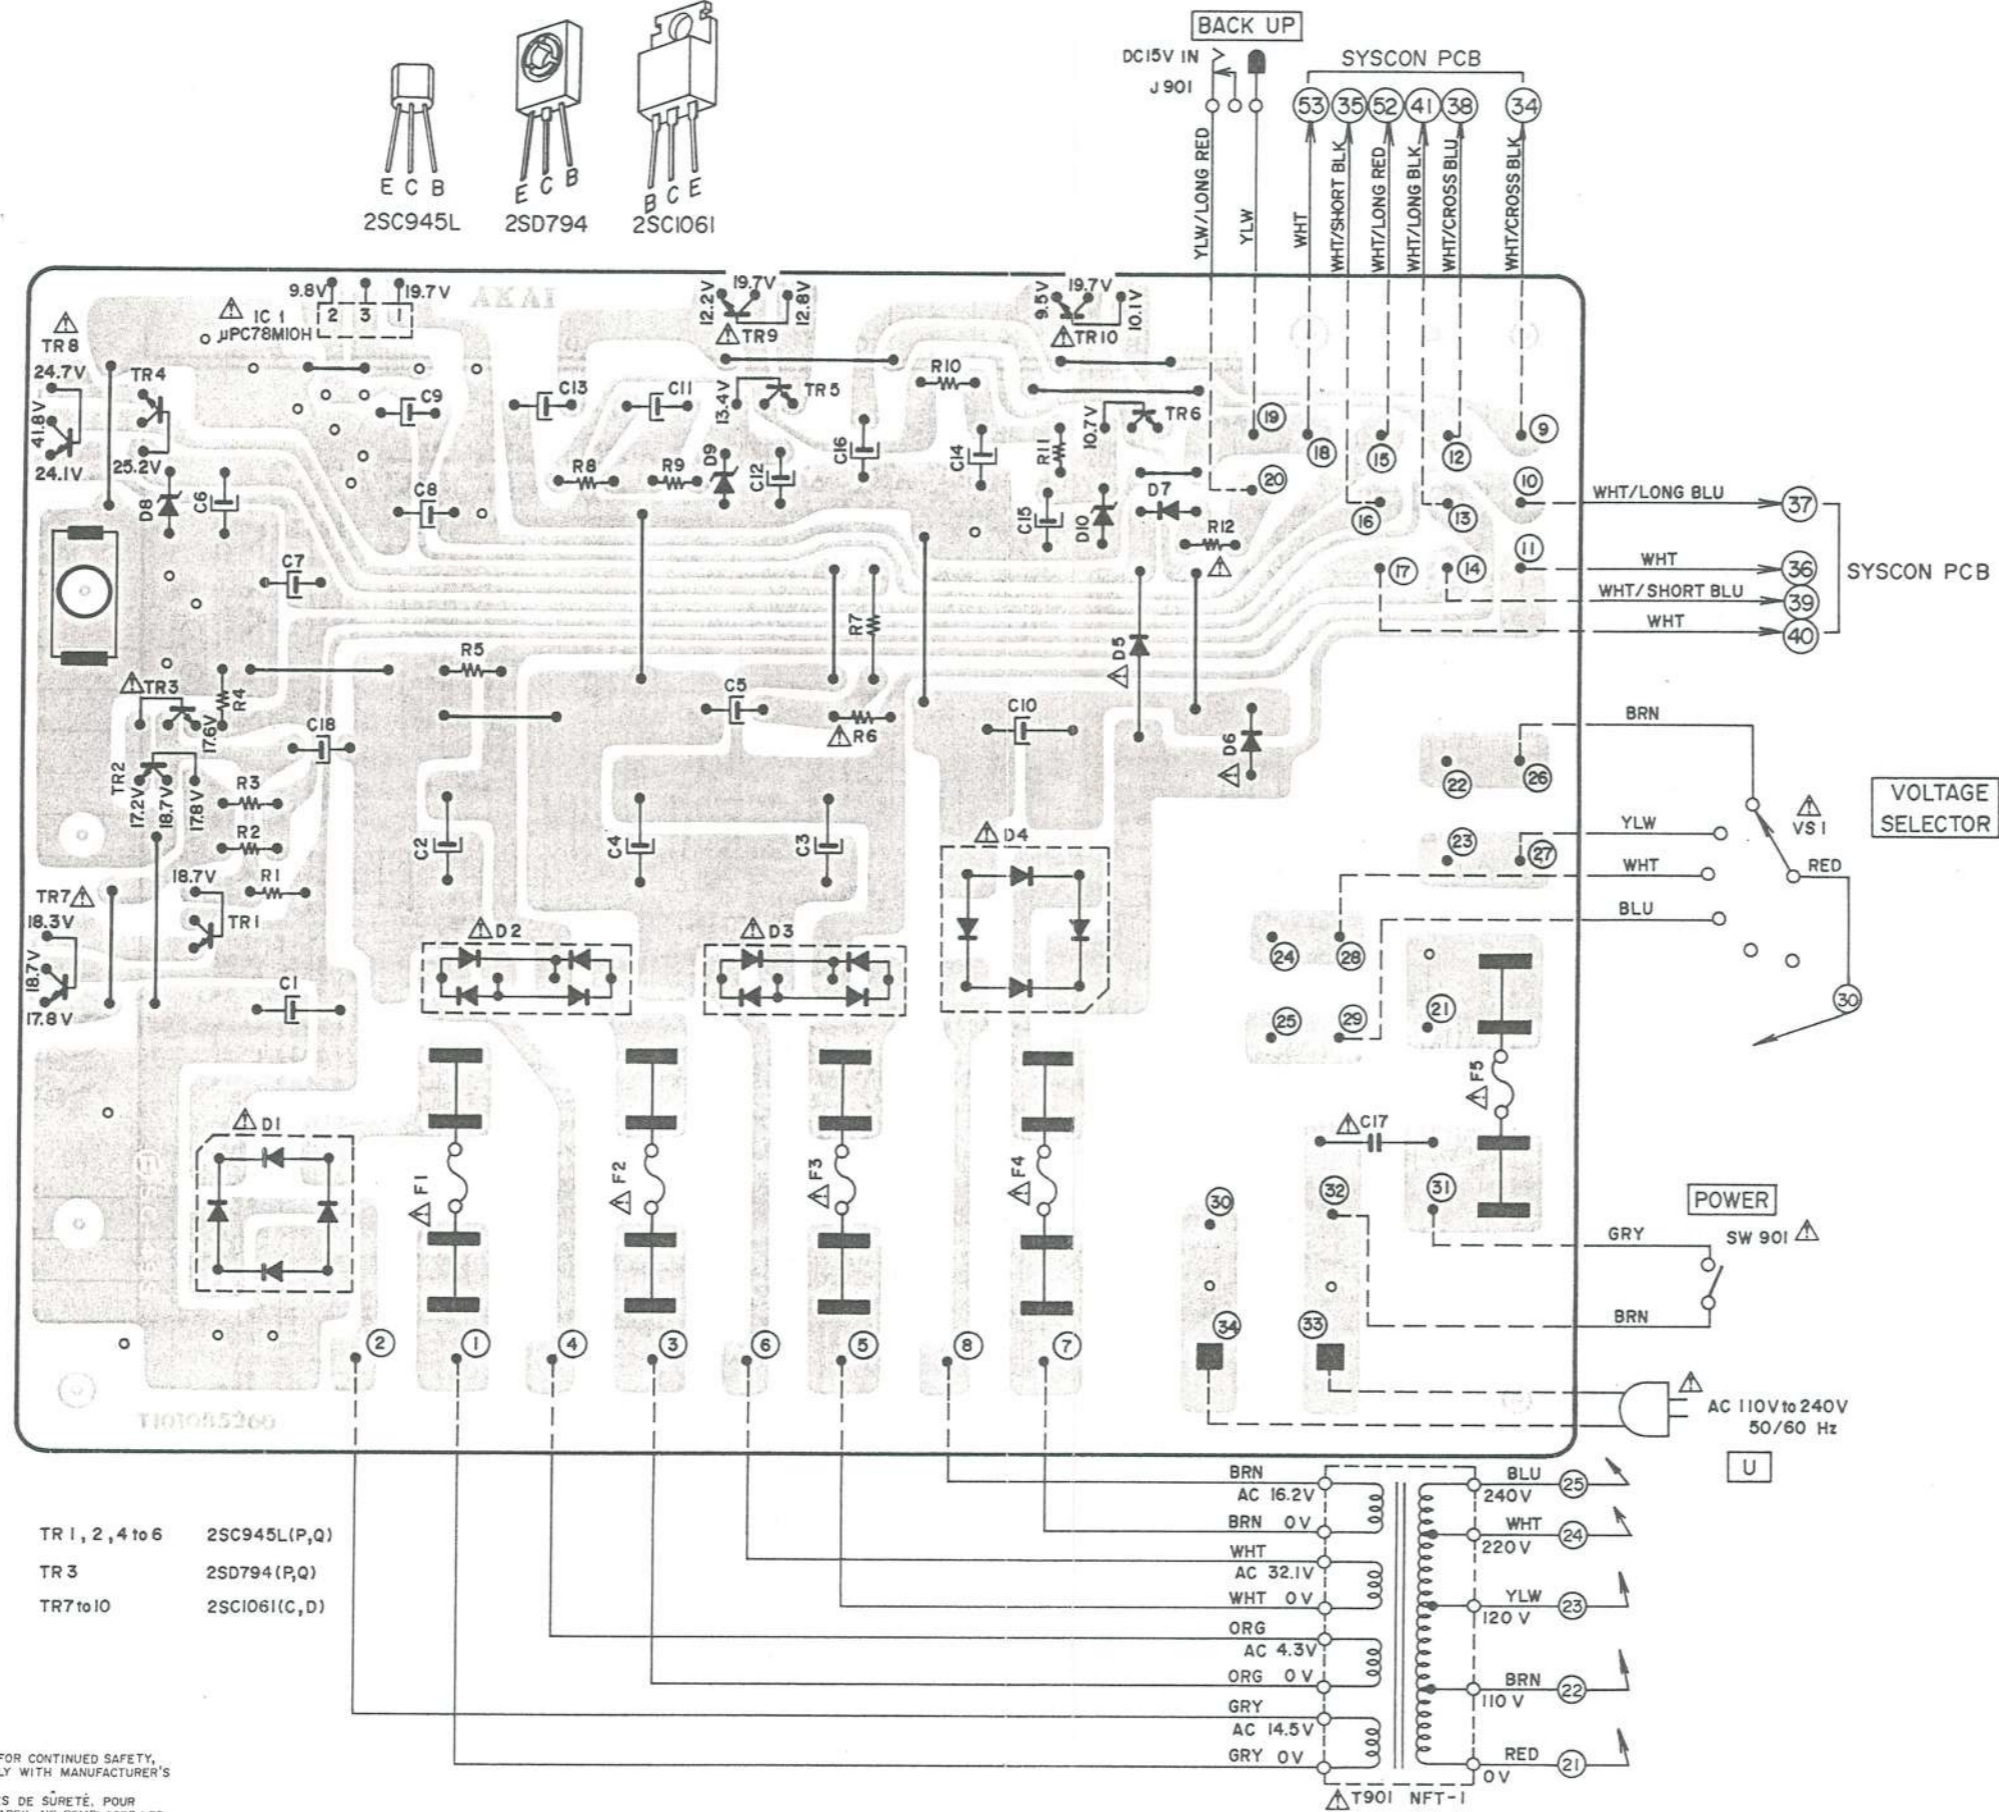 BACK UP
DC15V IN
J901
SYSCON PCB
53 35 52 41 38 34
E C B
2SC945L
E C B
2SD794
B C E
2SC1061
YLW/LONG RED
YLW
WHT
WHT/SHORT BLK
WHT/LONG RED
WHT/LONG BLK
WHT/CROSS BLU
WHT/CROSS BLK
AKAI
IC 1
μPC78M10H
9.8V
19.7V
2 3 1
12.2V
19.7V
12.8V
TR9
9.5V
19.7V
10.1V
TR10
TR8
24.7V
41.8V
24.1V
TR4
25.2V
C9
C13
C11
13.4V
TR5
R10
10.7V
TR6
19
18
15
12
9
D8
C6
C8
R8
R9
D9
C12
C16
C14
R11
20
16
13
10
C15
D10
D7
R12
WHT/LONG BLU
37
C7
17
14
11
WHT
36
WHT/SHORT BLU
39
WHT
40
SYSCON PCB
R7
D5
R5
TR3
R4
17.6V
C18
C5
R6
C10
D6
BRN
22
26
VOLTAGE
SELECTOR
VS1
TR2
17.2V
18.7V
17.8V
R3
R2
R1
C2
C4
C3
D4
YLW
23
27
WHT
RED
BLU
24
28
30
TR7
18.3V
18.7V
17.8V
18.7V
TR1
D2
D3
C1
25
29
21
F5
D1
F1
F2
F3
F4
C17
30
32
31
POWER
SW 901
GRY
BRN
2
1
4
3
6
5
8
7
34
33
AC 110V to 240V
50/60 Hz
U
T101085260
BRN
AC 16.2V
BRN 0V
WHT
AC 32.1V
WHT 0V
ORG
AC 4.3V
ORG 0V
GRY
AC 14.5V
GRY 0V
BLU
240V
25
WHT
220V
24
YLW
120V
23
BRN
110V
22
RED
0V
21
T901 NFT-1
TR 1, 2, 4 to 6 2SC945L(P,Q)
TR 3 2SD794(P,Q)
TR7 to 10 2SC1061(C,D)
FOR CONTINUED SAFETY,
LY WITH MANUFACTURER'S
S DE SÛRETÉ. POUR